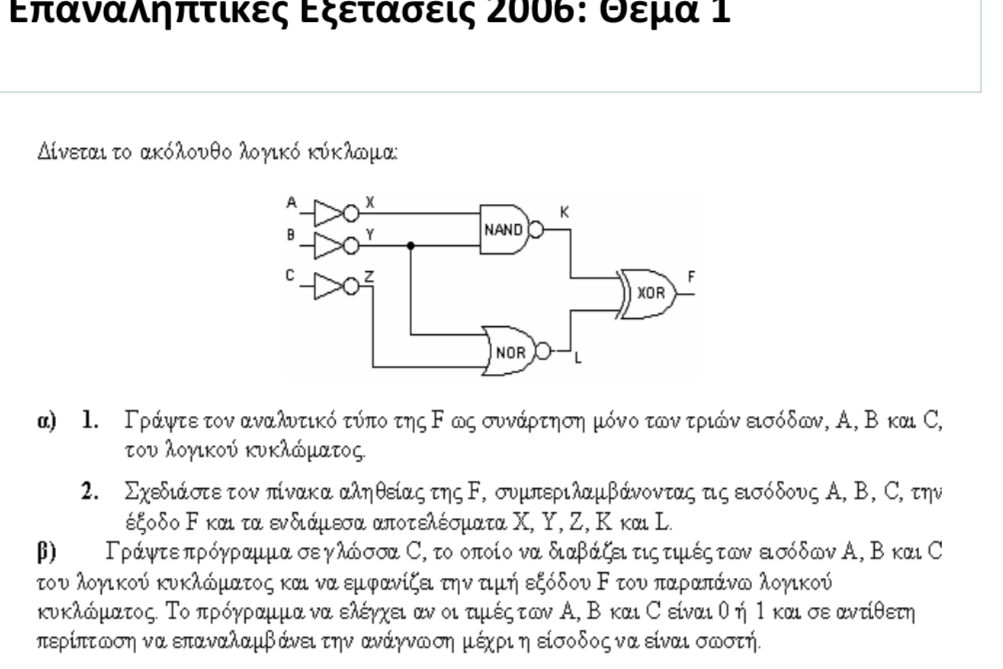 Επαναληπτικές Εξετάσεις 2006: Θέμα 1
Δίνεται το ακόλουθο λογικό κύκλωμα:
A X
NAND K
B Y
C Z
XOR F
NOR L
α) 1. Γράψτε τον αναλυτικό τύπο της F ως συνάρτηση μόνο των τριών εισόδων, A, B και C,
του λογικού κυκλώματος.
2. Σχεδιάστε τον πίνακα αληθείας της F, συμπεριλαμβάνοντας τις εισόδους A, B, C, την
έξοδο F και τα ενδιάμεσα αποτελέσματα X, Y, Z, K και L.
β) Γράψτε πρόγραμμα σε γλώσσα C, το οποίο να διαβάζει τις τιμές των εισόδων A, B και C
του λογικού κυκλώματος και να εμφανίζει την τιμή εξόδου F του παραπάνω λογικού
κυκλώματος. Το πρόγραμμα να ελέγχει αν οι τιμές των A, B και C είναι 0 ή 1 και σε αντίθετη
περίπτωση να επαναλαμβάνει την ανάγνωση μέχρι η είσοδος να είναι σωστή.